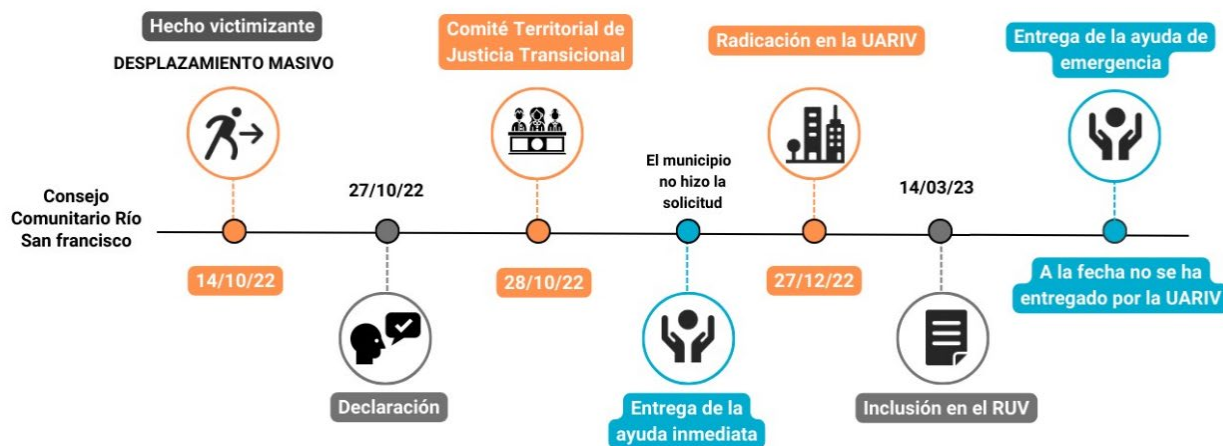 Hecho victimizante
DESPLAZAMIENTO MASIVO
Comité Territorial de
Justicia Transicional
Radicación en la UARIV
Entrega de la ayuda de
emergencia
Consejo
Comunitario Río
San francisco
27/10/22
El municipio
no hizo la
solicitud
14/03/23
14/10/22
28/10/22
27/12/22
A la fecha no se ha
entregado por la UARIV
Declaración
Entrega de la
ayuda inmediata
Inclusión en el RUV